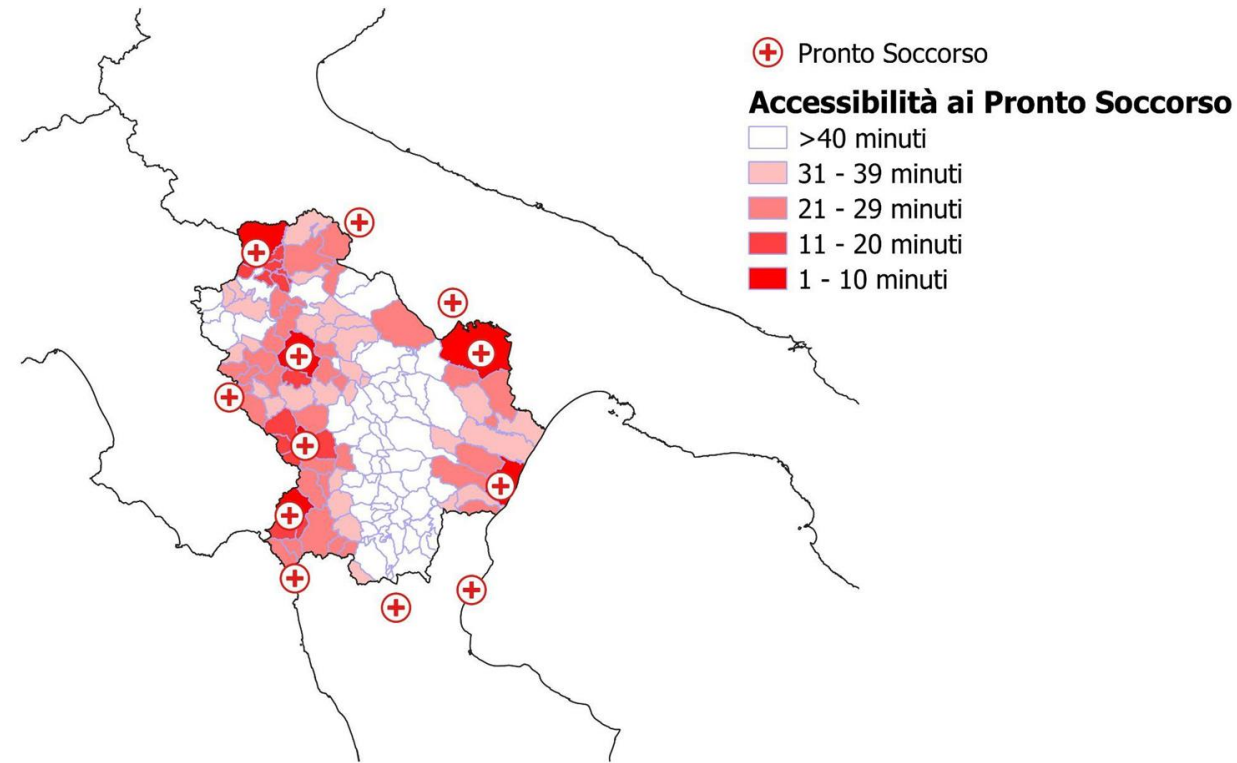 Pronto Soccorso
Accessibilità ai Pronto Soccorso
>40 minuti
31 - 39 minuti
21 - 29 minuti
11 - 20 minuti
1 - 10 minuti